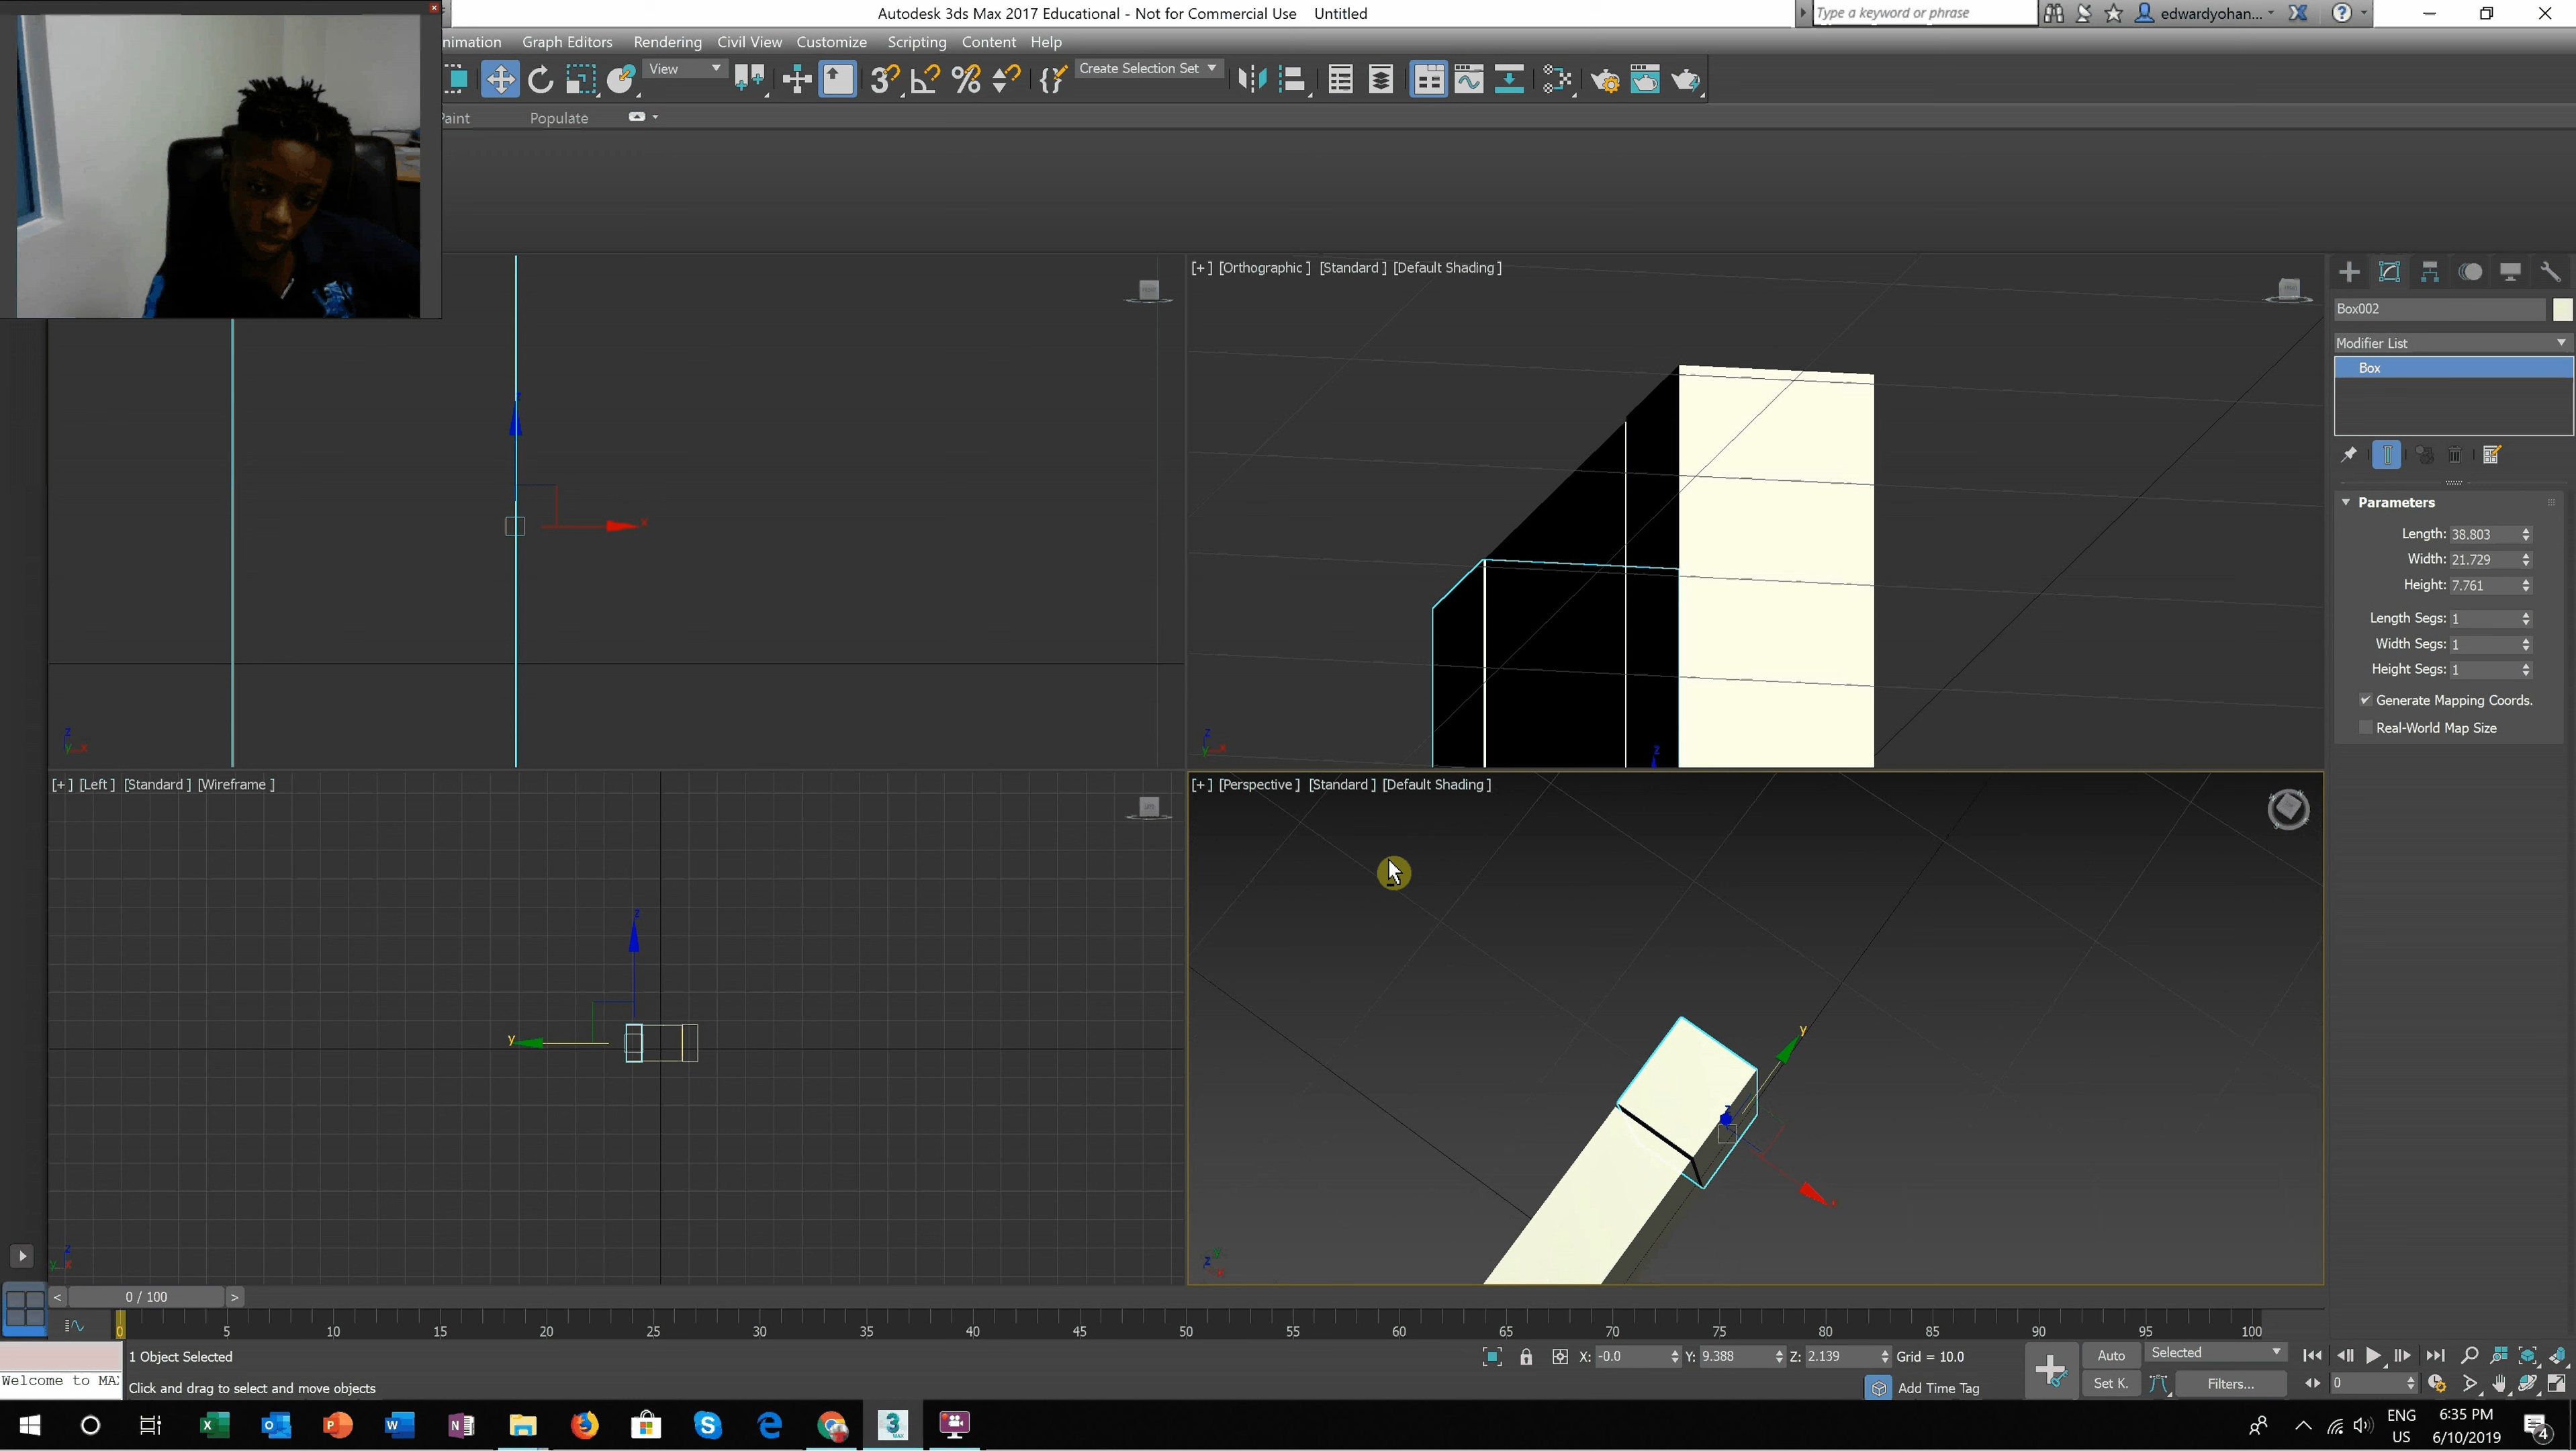 Autodesk 3ds Max 2017 Educational - Not for Commercial Use Untitled
Type a keyword or phrase
edwardyohan...
nimation Graph Editors Rendering Civil View Customize Scripting Content Help
View
Create Selection Set
Paint Populate
[+] [Orthographic ] [Standard ] [Default Shading ]
Box002
Modifier List
Box
Parameters
Length: 38.803
Width: 21.729
Height: 7.761
Length Segs: 1
Width Segs: 1
Height Segs: 1
Generate Mapping Coords.
Real-World Map Size
[+] [Left ] [Standard ] [Wireframe ]
[+] [Perspective ] [Standard ] [Default Shading ]
< 0 / 100 >
0 5 10 15 20 25 30 35 40 45 50 55 60 65 70 75 80 85 90 95 100
1 Object Selected
X: -0.0 Y: 9.388 Z: 2.139 Grid = 10.0
Auto Selected
Welcome to MA
Click and drag to select and move objects
Add Time Tag
Set K. Filters... 0
ENG
US
6:35 PM
6/10/2019
4